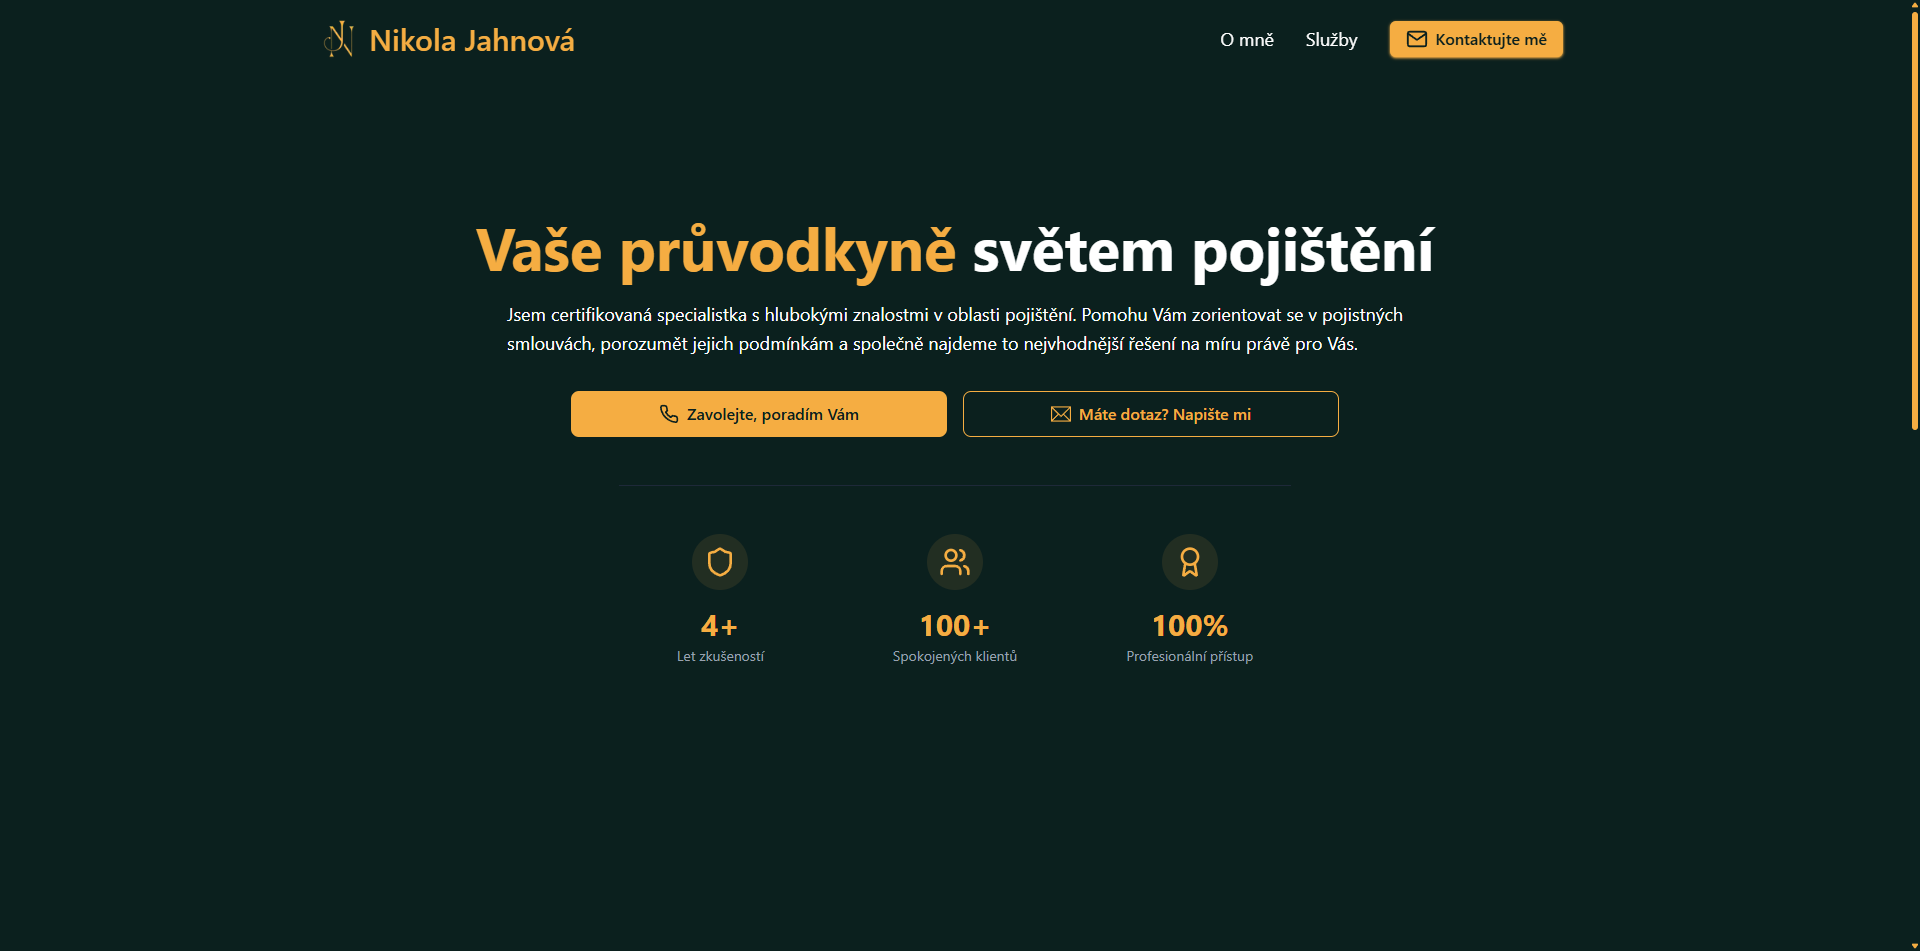 Nikola Jahnová
O mně
Služby
Kontaktujte mě
Vaše průvodkyně světem pojištění
Jsem certifikovaná specialistka s hlubokými znalostmi v oblasti pojištění. Pomohu Vám zorientovat se v pojistných
smlouvách, porozumět jejich podmínkám a společně najdeme to nejvhodnější řešení na míru právě pro Vás.
Zavolejte, poradím Vám
Máte dotaz? Napište mi
4+
Let zkušeností
100+
Spokojených klientů
100%
Profesionální přístup